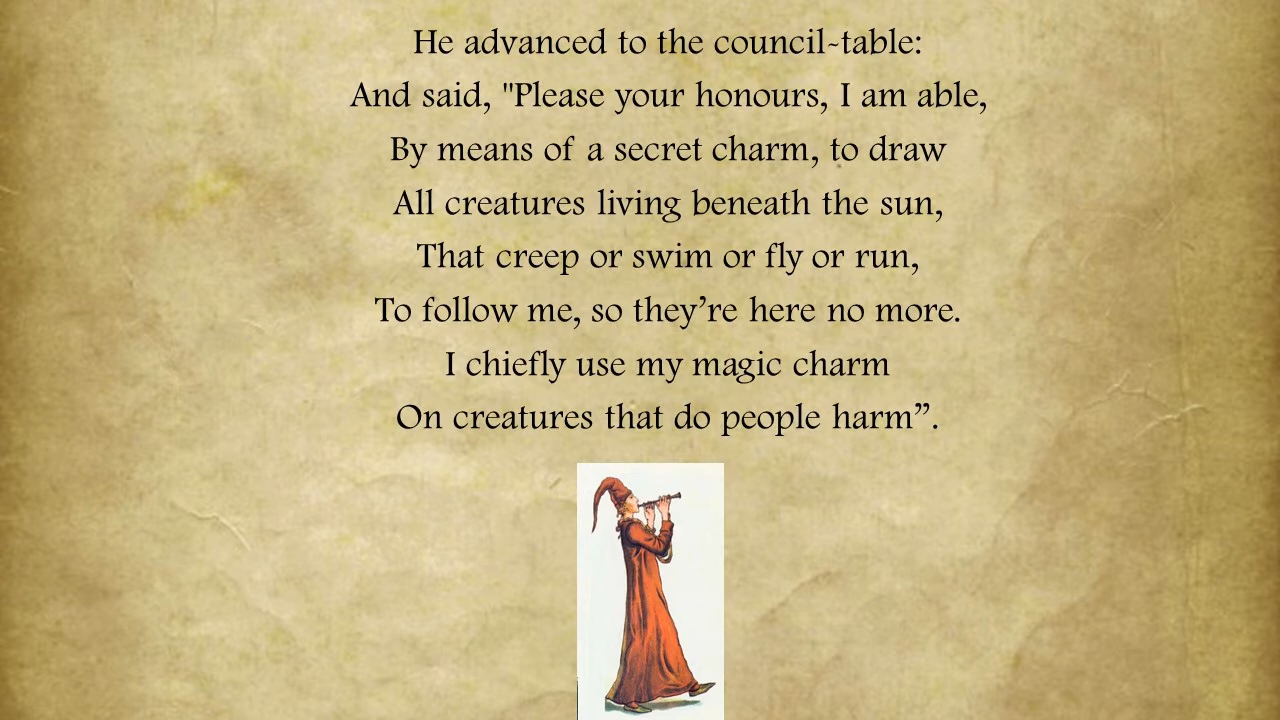 He advanced to the council-table:
And said, "Please your honours, I am able,
By means of a secret charm, to draw
All creatures living beneath the sun,
That creep or swim or fly or run,
To follow me, so they’re here no more.
I chiefly use my magic charm
On creatures that do people harm”.